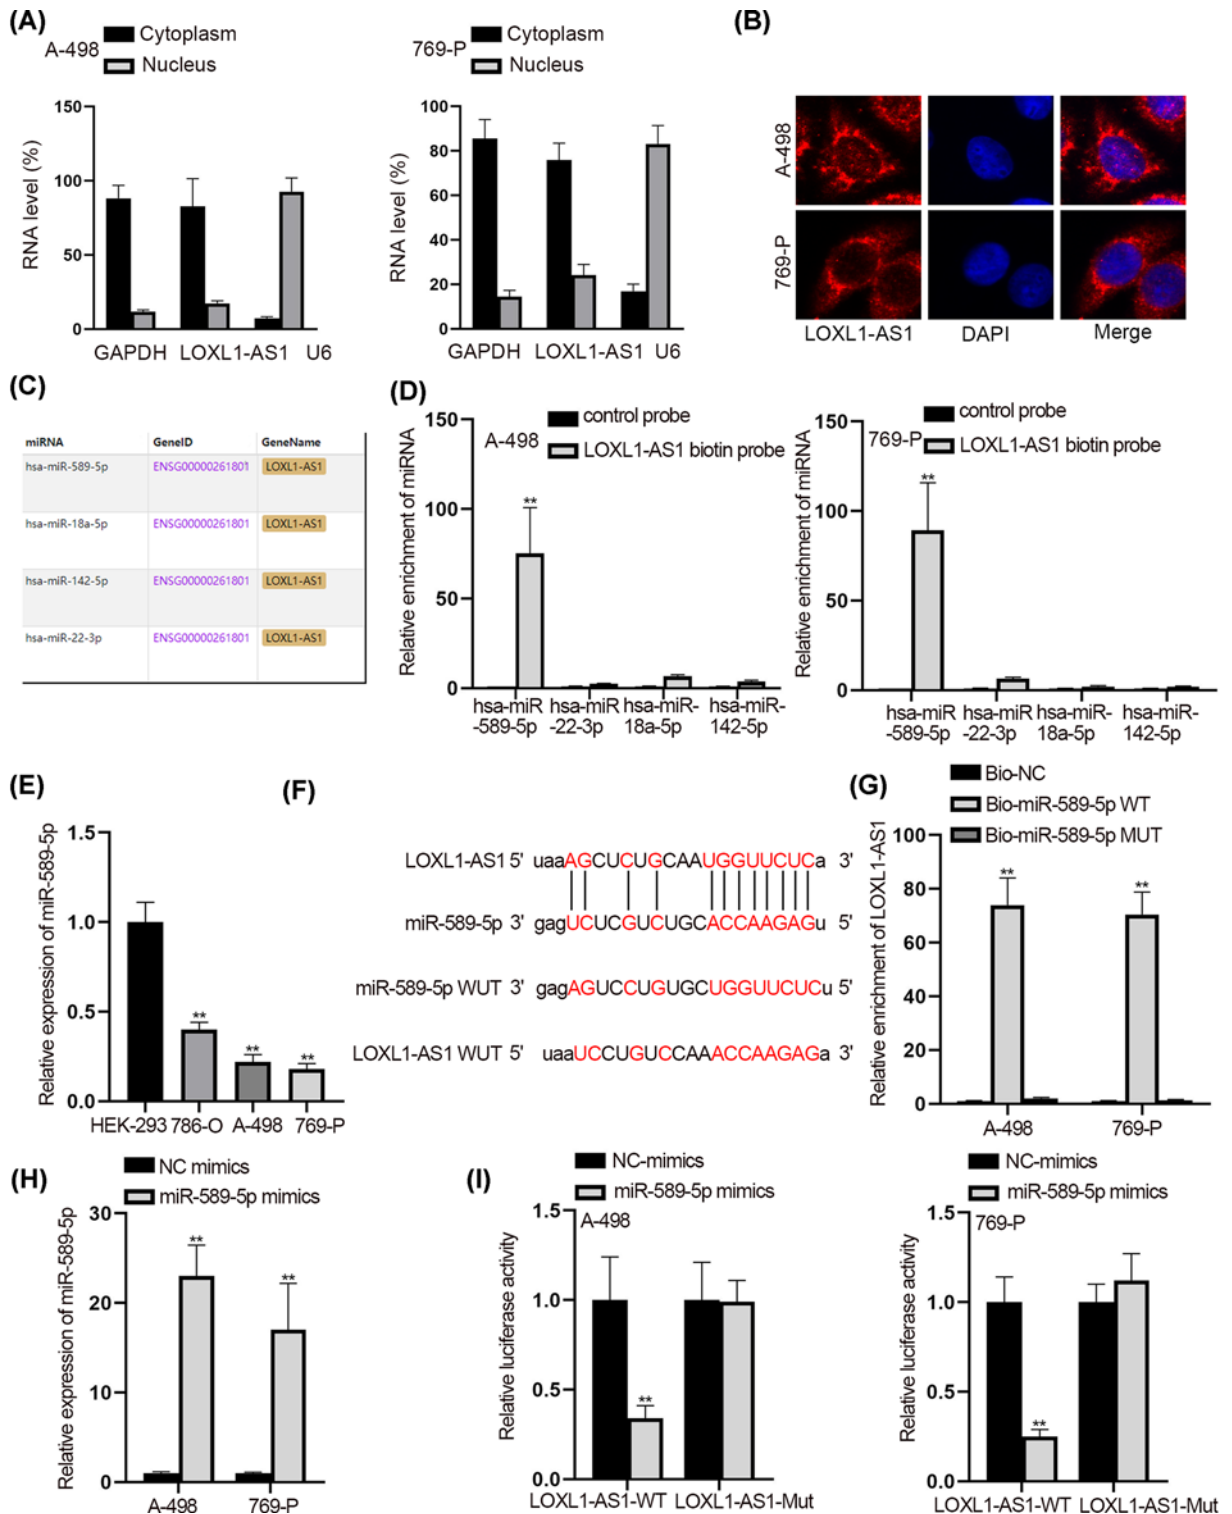 (A)
A-498
Cytoplasm
Nucleus
RNA level (%)
150
100
50
0
GAPDH LOXL1-AS1 U6
769-P
Cytoplasm
Nucleus
RNA level (%)
100
80
60
40
20
0
GAPDH LOXL1-AS1 U6
(B)
A-498
769-P
LOXL1-AS1 DAPI Merge
(C)
miRNA GeneID GeneName
hsa-miR-589-5p ENSG00000261801 LOXL1-AS1
hsa-miR-18a-5p ENSG00000261801 LOXL1-AS1
hsa-miR-142-5p ENSG00000261801 LOXL1-AS1
hsa-miR-22-3p ENSG00000261801 LOXL1-AS1
(D)
A-498
control probe
LOXL1-AS1 biotin probe
Relative enrichment of miRNA
150
100
50
0
**
hsa-miR hsa-miR hsa-miR- hsa-miR-
-589-5p -22-3p 18a-5p 142-5p
769-P
control probe
LOXL1-AS1 biotin probe
Relative enrichment of miRNA
150
100
50
0
**
hsa-miR hsa-miR hsa-miR- hsa-miR-
-589-5p -22-3p 18a-5p 142-5p
(E)
Relative expression of miR-589-5p
1.5
1.0
0.5
0.0
** ** **
HEK-293 786-O A-498 769-P
(F)
LOXL1-AS1 5' uaaAGCUCUGCAAUGGUUCUCa 3'
miR-589-5p 3' gagUCUCGUCUGCACCAAGAGu 5'
miR-589-5p WUT 3' gagAGUCCUGUGCUGGUUCUCu 5'
LOXL1-AS1 WUT 5' uaaUCCUGUCCAAACCAAGAGa 3'
(G)
Bio-NC
Bio-miR-589-5p WT
Bio-miR-589-5p MUT
Relative enrichment of LOXL1-AS1
100
80
60
40
20
0
** **
A-498 769-P
(H)
NC mimics
miR-589-5p mimics
Relative expression of miR-589-5p
30
20
10
0
** **
A-498 769-P
(I)
NC-mimics
miR-589-5p mimics
A-498
Relative luciferase activity
1.5
1.0
0.5
0.0
**
LOXL1-AS1-WT LOXL1-AS1-Mut
NC-mimics
miR-589-5p mimics
769-P
Relative luciferase activity
1.5
1.0
0.5
0.0
**
LOXL1-AS1-WT LOXL1-AS1-Mut